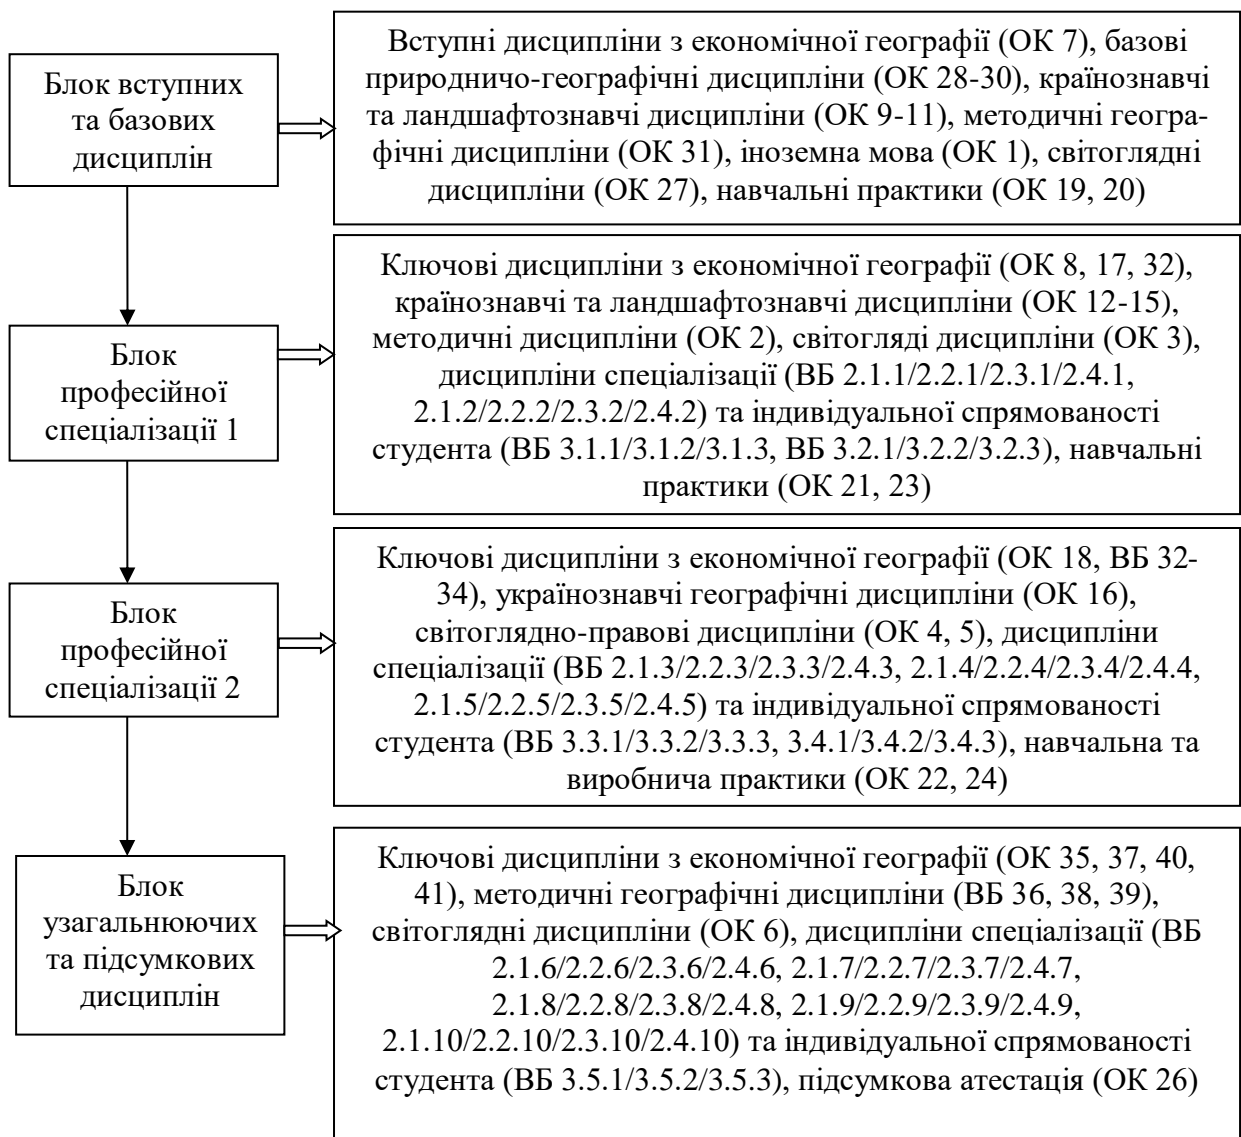 Блок вступних
та базових
дисциплін
Вступні дисципліни з економічної географії (ОК 7), базові
природничо-географічні дисципліни (ОК 28-30), країнознавчі
та ландшафтознавчі дисципліни (ОК 9-11), методичні геогра-
фічні дисципліни (ОК 31), іноземна мова (ОК 1), світоглядні
дисципліни (ОК 27), навчальні практики (ОК 19, 20)
Блок
професійної
спеціалізації 1
Ключові дисципліни з економічної географії (ОК 8, 17, 32),
країнознавчі та ландшафтознавчі дисципліни (ОК 12-15),
методичні дисципліни (ОК 2), світогляді дисципліни (ОК 3),
дисципліни спеціалізації (ВБ 2.1.1/2.2.1/2.3.1/2.4.1,
2.1.2/2.2.2/2.3.2/2.4.2) та індивідуальної спрямованості
студента (ВБ 3.1.1/3.1.2/3.1.3, ВБ 3.2.1/3.2.2/3.2.3), навчальні
практики (ОК 21, 23)
Блок
професійної
спеціалізації 2
Ключові дисципліни з економічної географії (ОК 18, ВБ 32-
34), українознавчі географічні дисципліни (ОК 16),
світоглядно-правові дисципліни (ОК 4, 5), дисципліни
спеціалізації (ВБ 2.1.3/2.2.3/2.3.3/2.4.3, 2.1.4/2.2.4/2.3.4/2.4.4,
2.1.5/2.2.5/2.3.5/2.4.5) та індивідуальної спрямованості
студента (ВБ 3.3.1/3.3.2/3.3.3, 3.4.1/3.4.2/3.4.3), навчальна та
виробнича практики (ОК 22, 24)
Блок
узагальнюючих
та підсумкових
дисциплін
Ключові дисципліни з економічної географії (ОК 35, 37, 40,
41), методичні географічні дисципліни (ВБ 36, 38, 39),
світоглядні дисципліни (ОК 6), дисципліни спеціалізації (ВБ
2.1.6/2.2.6/2.3.6/2.4.6, 2.1.7/2.2.7/2.3.7/2.4.7,
2.1.8/2.2.8/2.3.8/2.4.8, 2.1.9/2.2.9/2.3.9/2.4.9,
2.1.10/2.2.10/2.3.10/2.4.10) та індивідуальної спрямованості
студента (ВБ 3.5.1/3.5.2/3.5.3), підсумкова атестація (ОК 26)